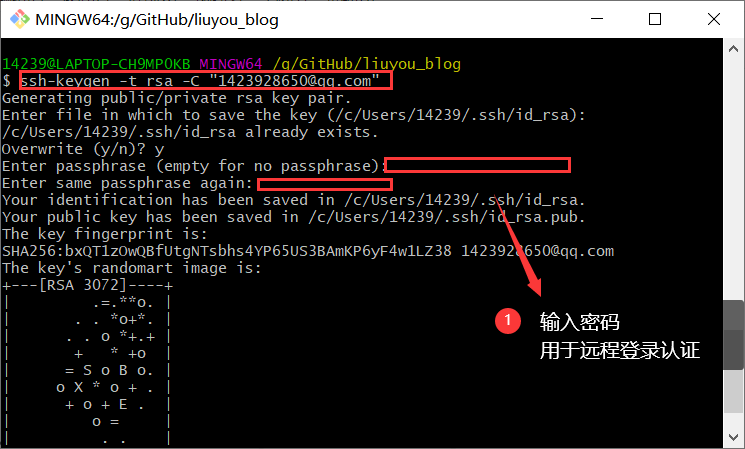 MINGW64:/g/GitHub/liuyou_blog
14239@LAPTOP-CH9MP0KB MINGW64 /g/GitHub/liuyou_blog
$ ssh-keygen -t rsa -C "1423928650@qq.com"
Generating public/private rsa key pair.
Enter file in which to save the key (/c/Users/14239/.ssh/id_rsa):
/c/Users/14239/.ssh/id_rsa already exists.
Overwrite (y/n)? y
Enter passphrase (empty for no passphrase):
Enter same passphrase again:
Your identification has been saved in /c/Users/14239/.ssh/id_rsa.
Your public key has been saved in /c/Users/14239/.ssh/id_rsa.pub.
The key fingerprint is:
SHA256:bxQT1zOwQBfUtgNTsbhs4YP65US3BAmKP6yF4w1LZ38 1423928650@qq.com
The key's randomart image is:
+---[RSA 3072]----+
|          .=.**o. |
|        . . *o+*. |
|       . . o *+.+ |
|        +   * +o  |
|       = S o B o. |
|      o X * o + . |
|       + o + E .  |
|          o =     |
|           . .    |
1 输入密码
用于远程登录认证